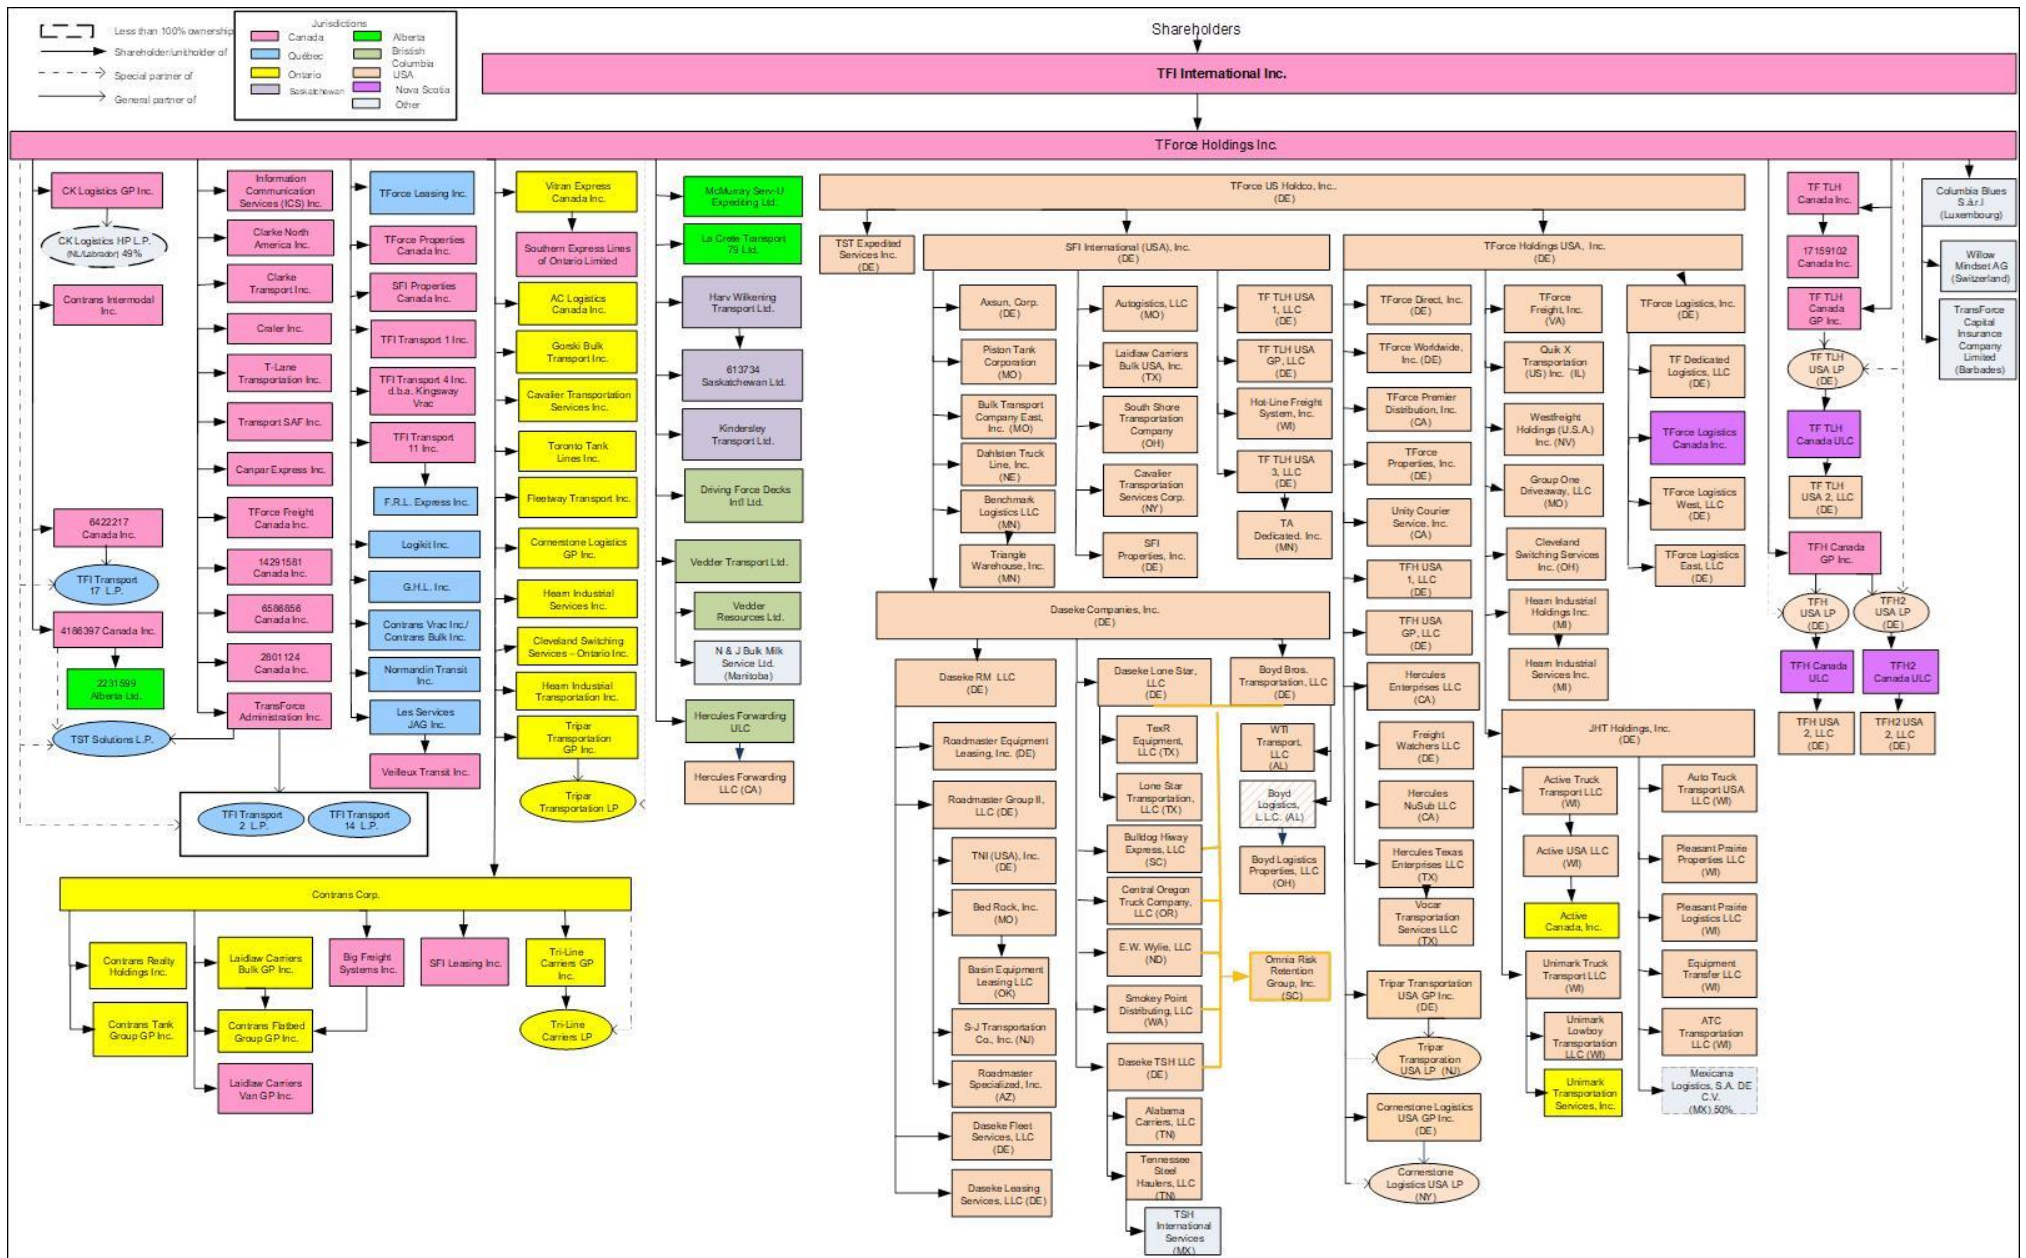 Less than 100% ownership
Shareholder/unitholder of
Special partner of
General partner of
Jurisdictions
Canada
Québec
Ontario
Saskatchewan
Alberta
Bristish
Columbia
USA
Nova Scotia
Other
Shareholders
TFI International Inc.
TForce Holdings Inc.
CK Logistics GP Inc.
CK Logistics HP L.P.
(NL/Labrador) 49%
Contrans Intermodal
Inc.
6422217
Canada Inc.
TFI Transport
17 L.P.
4186397 Canada Inc.
2231599
Alberta Ltd.
TST Solutions L.P.
Information
Communication
Services (ICS) Inc.
Clarke North
America Inc.
Clarke
Transport Inc.
Craler Inc.
T-Lane
Transportation Inc.
Transport SAF Inc.
Canpar Express Inc.
TForce Freight
Canada Inc.
14291581
Canada Inc.
6586856
Canada Inc.
2801124
Canada Inc.
TransForce
Administration Inc.
TFI Transport
2 L.P.
TFI Transport
14 L.P.
TForce Leasing Inc.
TForce Properties
Canada Inc.
SFI Properties
Canada Inc.
TFI Transport 1 Inc.
TFI Transport 4 Inc.
d.b.a. Kingsway
Vrac
TFI Transport
11 Inc.
F.R.L. Express Inc.
Logikit Inc.
G.H.L. Inc.
Contrans Vrac Inc./
Contrans Bulk Inc.
Normandin Transit
Inc.
Les Services
JAG Inc.
Veilleux Transit Inc.
Vitran Express
Canada Inc.
Southern Express Lines
of Ontario Limited
AC Logistics
Canada Inc.
Gorski Bulk
Transport Inc.
Cavalier Transportation
Services Inc.
Toronto Tank
Lines Inc.
Fleetway Transport Inc.
Cornerstone Logistics
GP Inc.
Hearn Industrial
Services Inc.
Cleveland Switching
Services – Ontario Inc.
Hearn Industrial
Transportation Inc.
Tripar
Transportation
GP Inc.
Tripar
Transportation LP
McMurray Serv-U
Expediting Ltd.
La Crete Transport
79 Ltd.
Harv Wilkening
Transport Ltd.
613734
Saskatchewan Ltd.
Kindersley
Transport Ltd.
Driving Force Decks
Int'l Ltd.
Vedder Transport Ltd.
Vedder
Resources Ltd.
N & J Bulk Milk
Service Ltd.
(Manitoba)
Hercules Forwarding
ULC
Hercules Forwarding
LLC (CA)
Contrans Corp.
Contrans Realty
Holdings Inc.
Contrans Tank
Group GP Inc.
Laidlaw Carriers
Bulk GP Inc.
Contrans Flatbed
Group GP Inc.
Laidlaw Carriers
Van GP Inc.
Big Freight
Systems Inc.
SFI Leasing Inc.
Tri-Line
Carriers GP
Inc.
Tri-Line
Carriers LP
TForce US Holdco, Inc..
(DE)
TST Expedited
Services Inc.
(DE)
SFI International (USA), Inc.
(DE)
Axsun, Corp.
(DE)
Piston Tank
Corporation
(MO)
Bulk Transport
Company East,
Inc. (MO)
Dahlsten Truck
Line, Inc.
(NE)
Benchmark
Logistics LLC
(MN)
Triangle
Warehouse, Inc.
(MN)
Autogistics, LLC
(MO)
Laidlaw Carriers
Bulk USA, Inc.
(TX)
South Shore
Transportation
Company
(OH)
Cavalier
Transportation
Services Corp.
(NY)
SFI
Properties, Inc.
(DE)
TF TLH USA
1, LLC
(DE)
TF TLH USA
GP, LLC
(DE)
Hot-Line Freight
System, Inc.
(WI)
TF TLH USA
3, LLC
(DE)
TA
Dedicated. Inc.
(MN)
Daseke Companies, Inc.
(DE)
Daseke RM LLC
(DE)
Roadmaster Equipment
Leasing, Inc. (DE)
Roadmaster Group II,
LLC (DE)
TNI (USA), Inc.
(DE)
Bed Rock, Inc.
(MO)
Basin Equipment
Leasing LLC
(OK)
S-J Transportation
Co., Inc. (NJ)
Roadmaster
Specialized, Inc.
(AZ)
Daseke Fleet
Services, LLC
(DE)
Daseke Leasing
Services, LLC (DE)
Daseke Lone Star,
LLC
(DE)
TexR
Equipment,
LLC (TX)
Lone Star
Transportation,
LLC (TX)
Bulldog Hiway
Express, LLC
(SC)
Central Oregon
Truck Company,
LLC (OR)
E.W. Wylie, LLC
(ND)
Smokey Point
Distributing, LLC
(WA)
Daseke TSH LLC
(DE)
Alabama
Carriers, LLC
(TN)
Tennessee
Steel
Haulers, LLC
(TN)
TSH
International
Services
(MX)
Boyd Bros.
Transportation, LLC
(DE)
WTI
Transport,
LLC
(AL)
Boyd
Logistics,
L.L.C. (AL)
Boyd Logistics
Properties, LLC
(OH)
Omnia Risk
Retention
Group, Inc.
(SC)
TForce Holdings USA, Inc.
(DE)
TForce Direct, Inc.
(DE)
TForce Worldwide,
Inc. (DE)
TForce Premier
Distribution, Inc.
(CA)
TForce
Properties, Inc.
(DE)
Unity Courier
Service. Inc.
(CA)
TFH USA
1, LLC
(DE)
TFH USA
GP, LLC
(DE)
Hercules
Enterprises LLC
(CA)
Freight
Watchers LLC
(DE)
Hercules
NuSub LLC
(CA)
Hercules Texas
Enterprises LLC
(TX)
Vocar
Transportation
Services LLC
(TX)
Tripar Transportation
USA GP Inc.
(DE)
Tripar
Transporation
USA LP (NJ)
Cornerstone Logistics
USA GP Inc.
(DE)
Cornerstone
Logistics USA LP
(NY)
TForce
Freight, Inc.
(VA)
Quik X
Transportation
(US) Inc. (IL)
Westfreight
Holdings (U.S.A.)
Inc. (NV)
Group One
Driveaway, LLC
(MO)
Cleveland
Switching Services
Inc. (OH)
Hearn Industrial
Holdings Inc.
(MI)
Hearn Industrial
Services Inc.
(MI)
TForce Logistics, Inc.
(DE)
TF Dedicated
Logistics, LLC
(DE)
TForce Logistics
Canada Inc.
TForce Logistics
West, LLC
(DE)
TForce Logistics
East, LLC
(DE)
JHT Holdings, Inc.
(DE)
Active Truck
Transport LLC
(WI)
Active USA LLC
(WI)
Active
Canada, Inc.
Unimark Truck
Transport LLC
(WI)
Unimark
Lowboy
Transportation
LLC (WI)
Unimark
Transportation
Services, Inc.
Auto Truck
Transport USA
LLC (WI)
Pleasant Prairie
Properties LLC
(WI)
Pleasant Prairie
Logistics LLC
(WI)
Equipment
Transfer LLC
(WI)
ATC
Transportation
LLC (WI)
Mexicana
Logistics, S.A. DE
C.V.
(MX) 50%
TF TLH
Canada Inc.
17159102
Canada Inc.
TF TLH
Canada
GP Inc.
TF TLH
USA LP
(DE)
TF TLH
Canada ULC
TF TLH
USA 2, LLC
(DE)
TFH Canada
GP Inc.
TFH
USA LP
(DE)
TFH2
USA LP
(DE)
TFH Canada
ULC
TFH2
Canada ULC
TFH USA
2, LLC
(DE)
TFH2 USA
2, LLC
(DE)
Columbia Blues
S.à.r.l
(Luxembourg)
Willow
Mindset AG
(Switzerland)
TransForce
Capital
Insurance
Company
Limited
(Barbades)